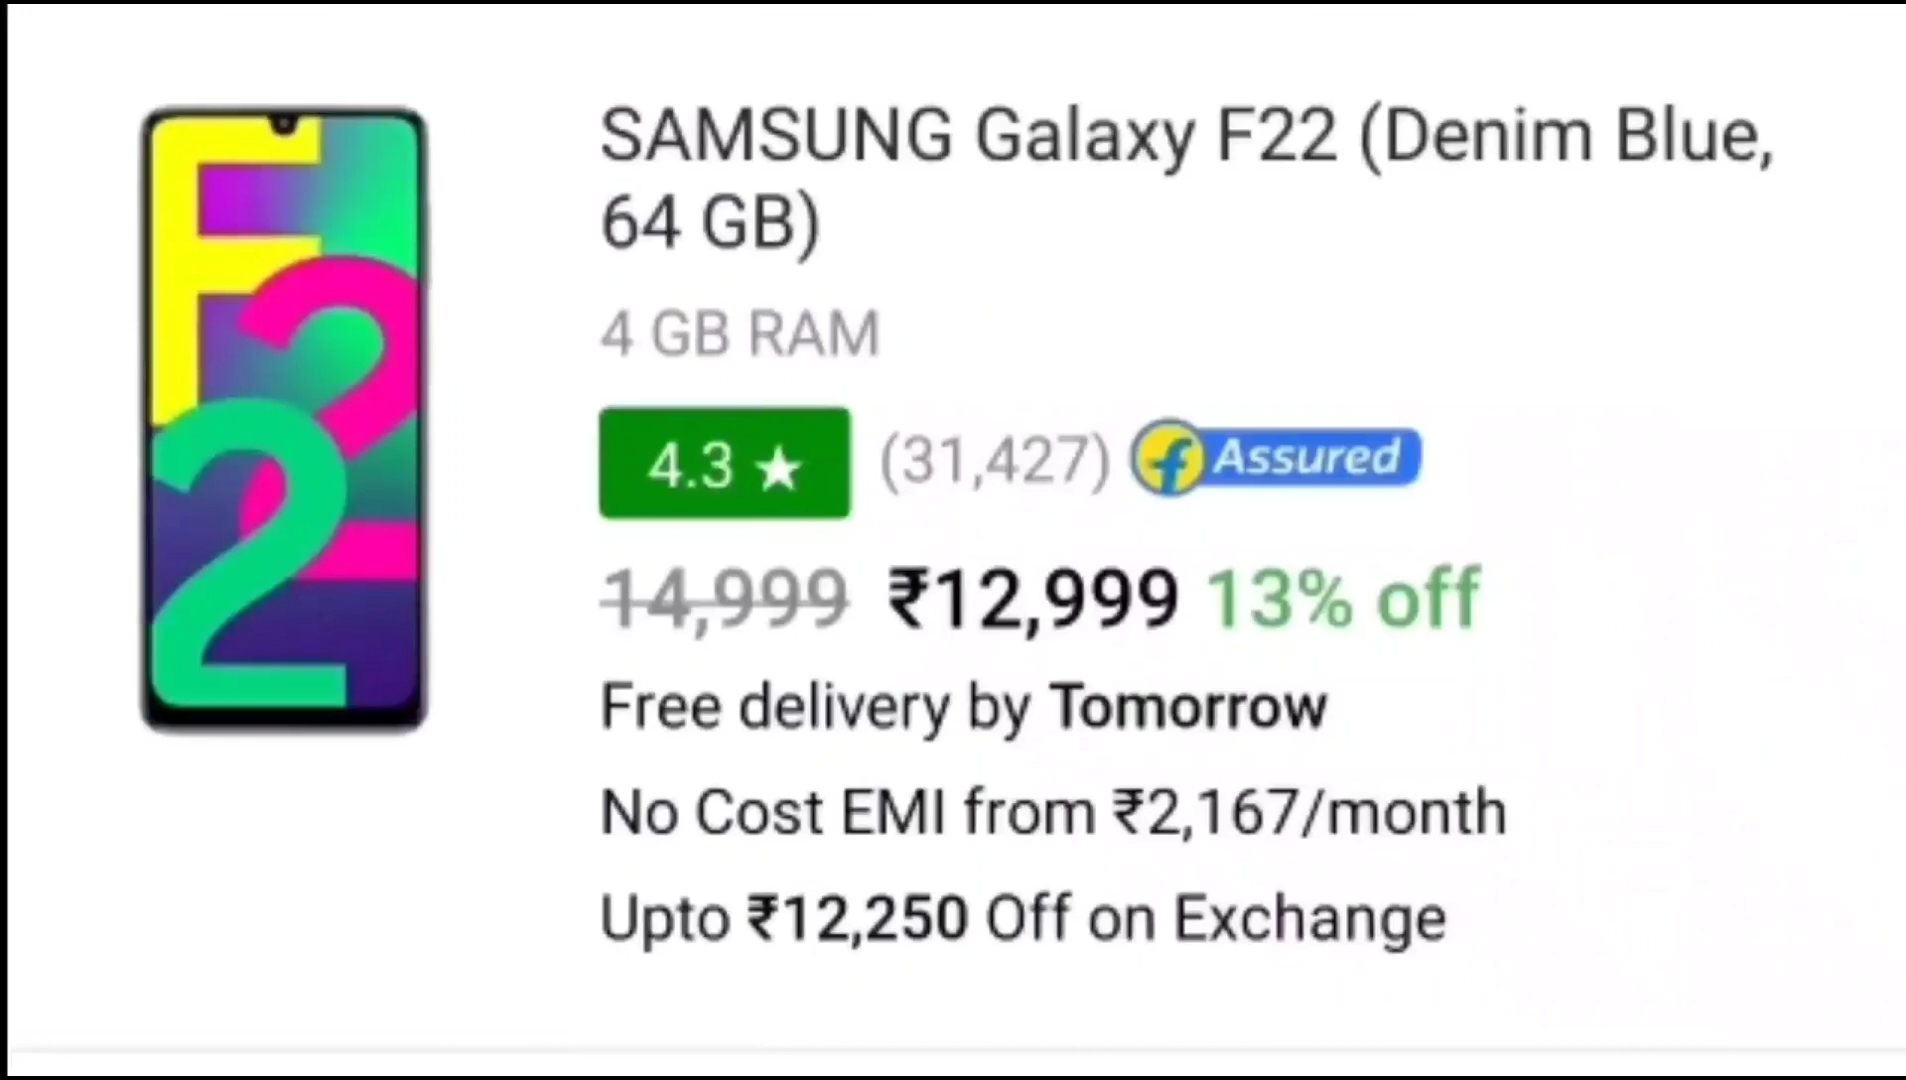 F22
SAMSUNG Galaxy F22 (Denim Blue,
64 GB)
4 GB RAM
4.3 ★ (31,427) f Assured
14,999 ₹12,999 13% off
Free delivery by Tomorrow
No Cost EMI from ₹2,167/month
Upto ₹12,250 Off on Exchange